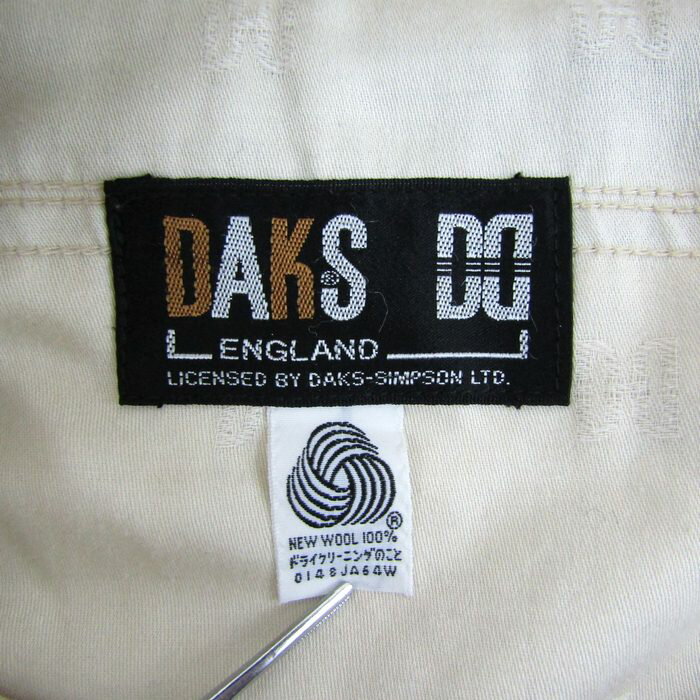 DAKS® DD
ENGLAND
LICENSED BY DAKS-SIMPSON LTD.
®
NEW WOOL 100%
ドライクリーニングのこと
0148JA64W